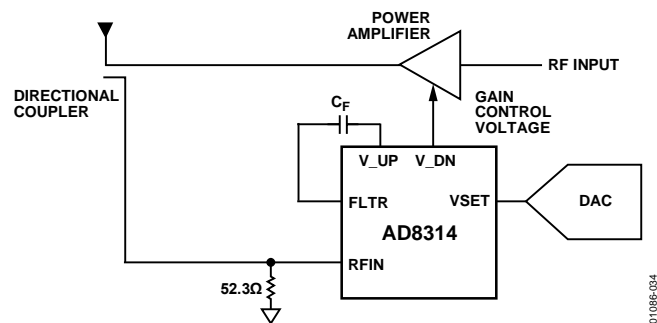 POWER
AMPLIFIER
RF INPUT
DIRECTIONAL
COUPLER
GAIN
CONTROL
VOLTAGE
CF
V_UP
V_DN
FLTR
VSET
DAC
AD8314
RFIN
52.3Ω
01086-034